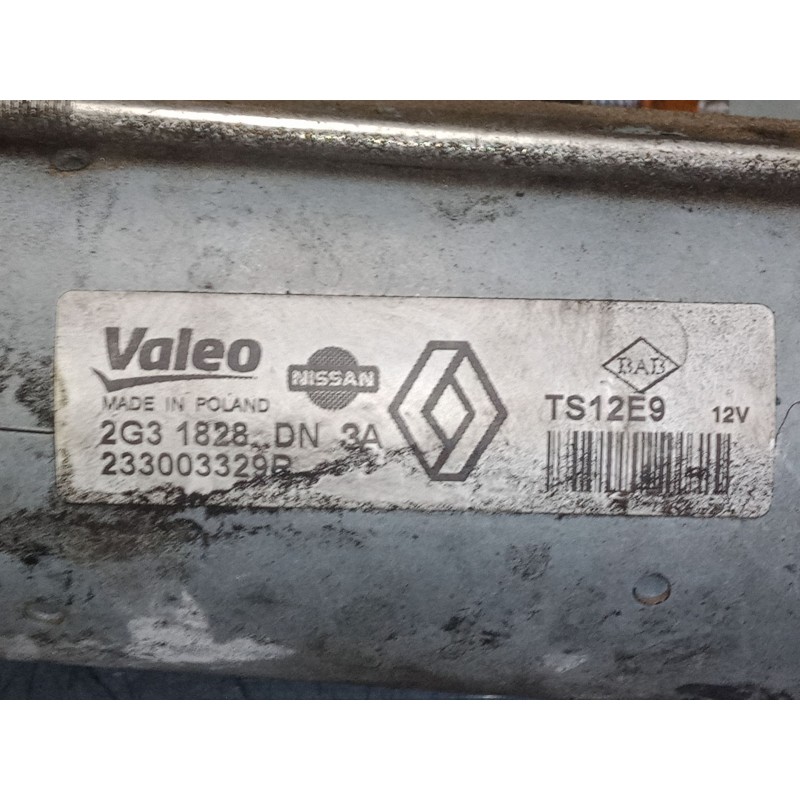 Valeo
MADE IN POLAND
2G3 1828 DN 3A
233003329R
NISSAN
BAB
TS12E9 12V